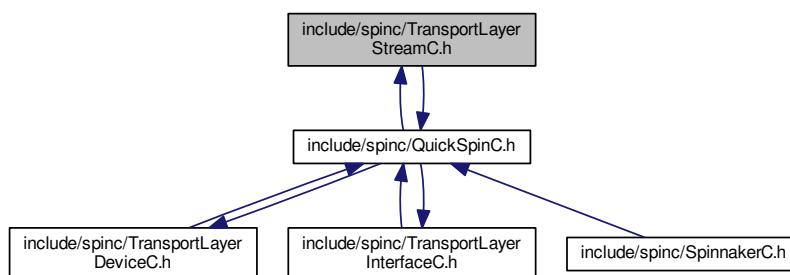 include/spinc/TransportLayer
StreamC.h
include/spinc/QuickSpinC.h
include/spinc/TransportLayer
DeviceC.h
include/spinc/TransportLayer
InterfaceC.h
include/spinc/SpinnakerC.h